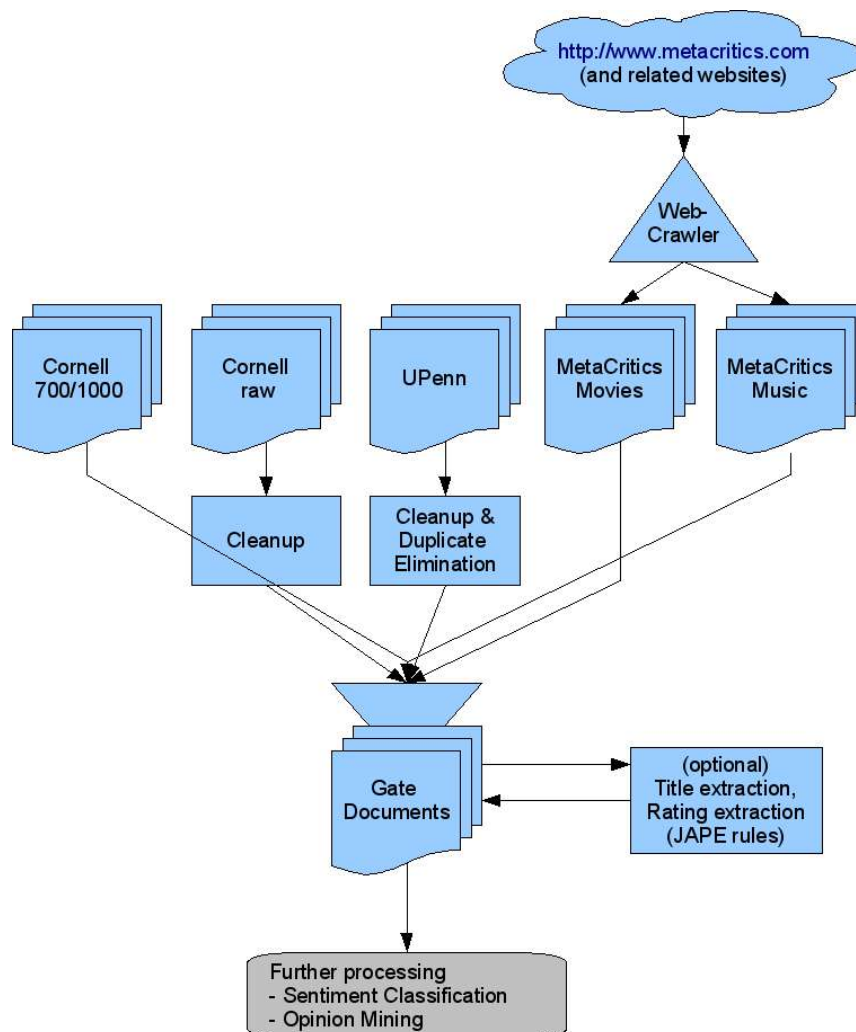 http://www.metacritics.com
(and related websites)
Web-
Crawler
Cornell
700/1000
Cornell
raw
UPenn
MetaCritics
Movies
MetaCritics
Music
Cleanup
Cleanup &
Duplicate
Elimination
Gate
Documents
(optional)
Title extraction,
Rating extraction
(JAPE rules)
Further processing
- Sentiment Classification
- Opinion Mining